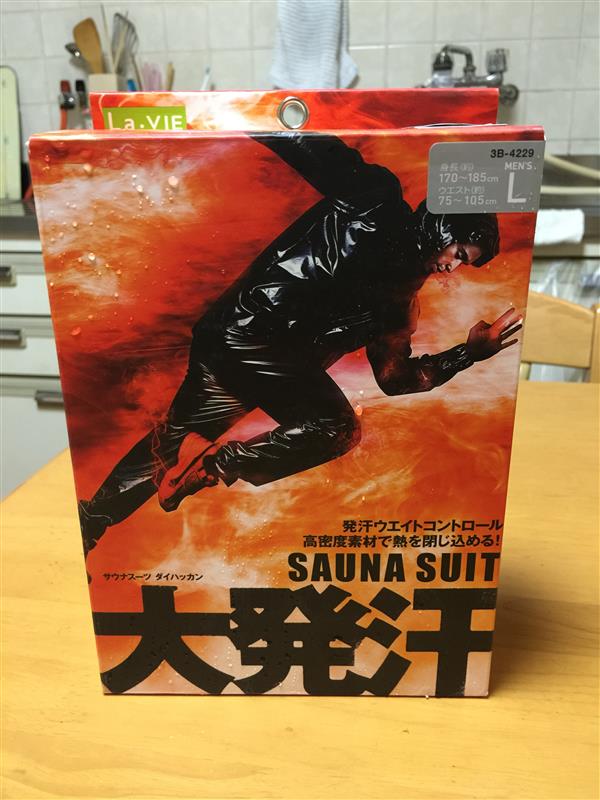 La·VIE
3B-4229
身長(約)
170～185cm
ウエスト(約)
75～105cm
MEN'S
L
発汗ウエイトコントロール
高密度素材で熱を閉じ込める!
SAUNA SUIT
サウナスーツ ダイハッカン
大発汗